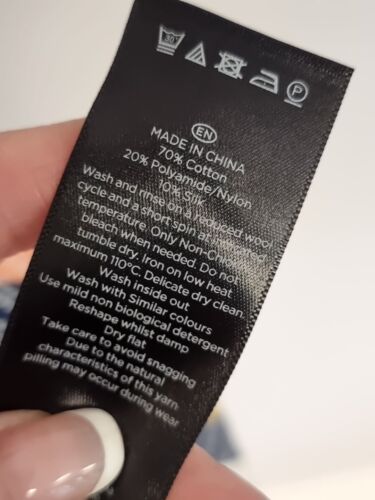 30
P
EN
MADE IN CHINA
70% Cotton
20% Polyamide/Nylon
10% Silk
Wash and rinse on a reduced wool
cycle and a short spin at indicated
temperature. Only Non-Chlorine
bleach when needed. Do not
tumble dry. Iron on low heat
maximum 110°C. Delicate dry clean.
Wash inside out
Wash with Similar colours
Use mild non biological detergent
Reshape whilst damp
Dry flat
Take care to avoid snagging
Due to the natural
characteristics of this yarn
pilling may occur during wear